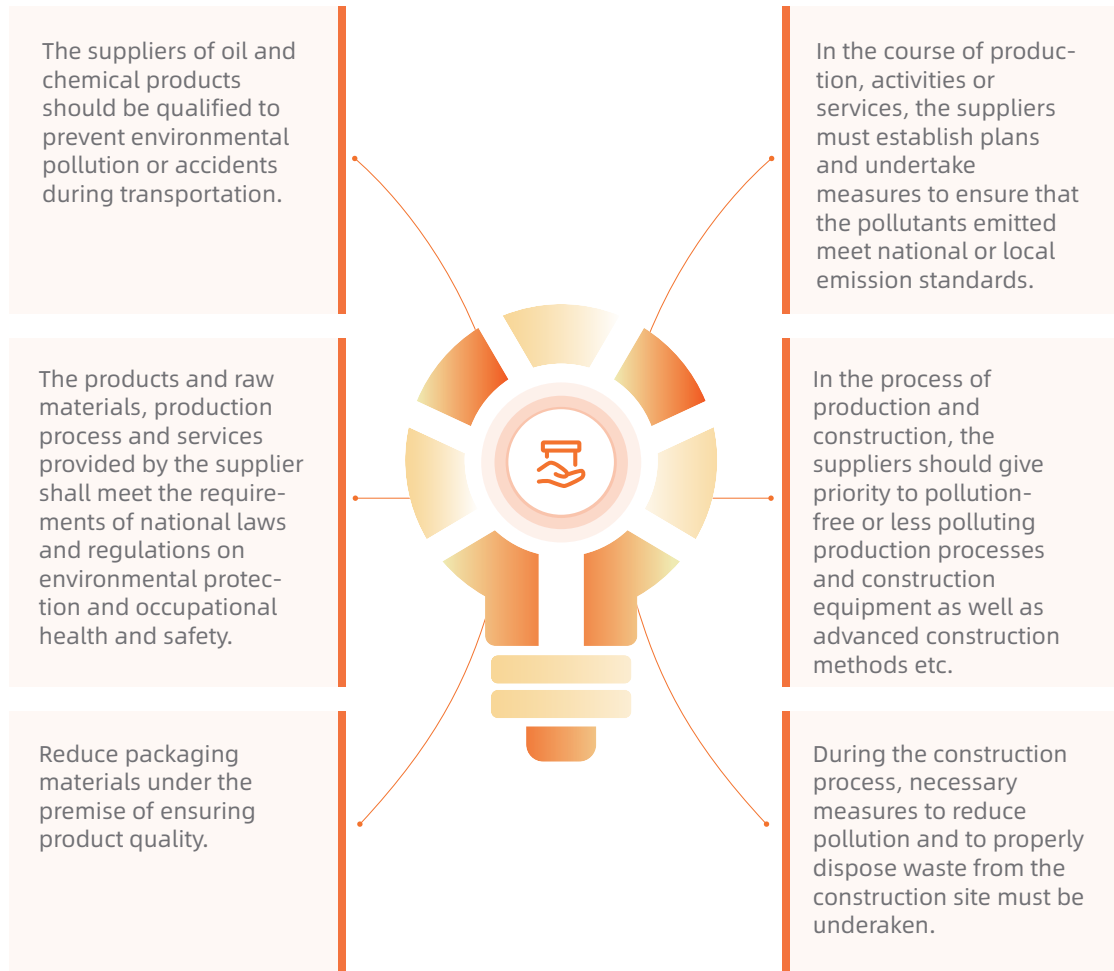 The suppliers of oil and
chemical products
should be qualified to
prevent environmental
pollution or accidents
during transportation.
The products and raw
materials, production
process and services
provided by the supplier
shall meet the require-
ments of national laws
and regulations on
environmental protec-
tion and occupational
health and safety.
Reduce packaging
materials under the
premise of ensuring
product quality.
In the course of produc-
tion, activities or
services, the suppliers
must establish plans
and undertake
measures to ensure that
the pollutants emitted
meet national or local
emission standards.
In the process of
production and
construction, the
suppliers should give
priority to pollution-
free or less polluting
production processes
and construction
equipment as well as
advanced construction
methods etc.
During the construction
process, necessary
measures to reduce
pollution and to properly
dispose waste from the
construction site must be
underaken.